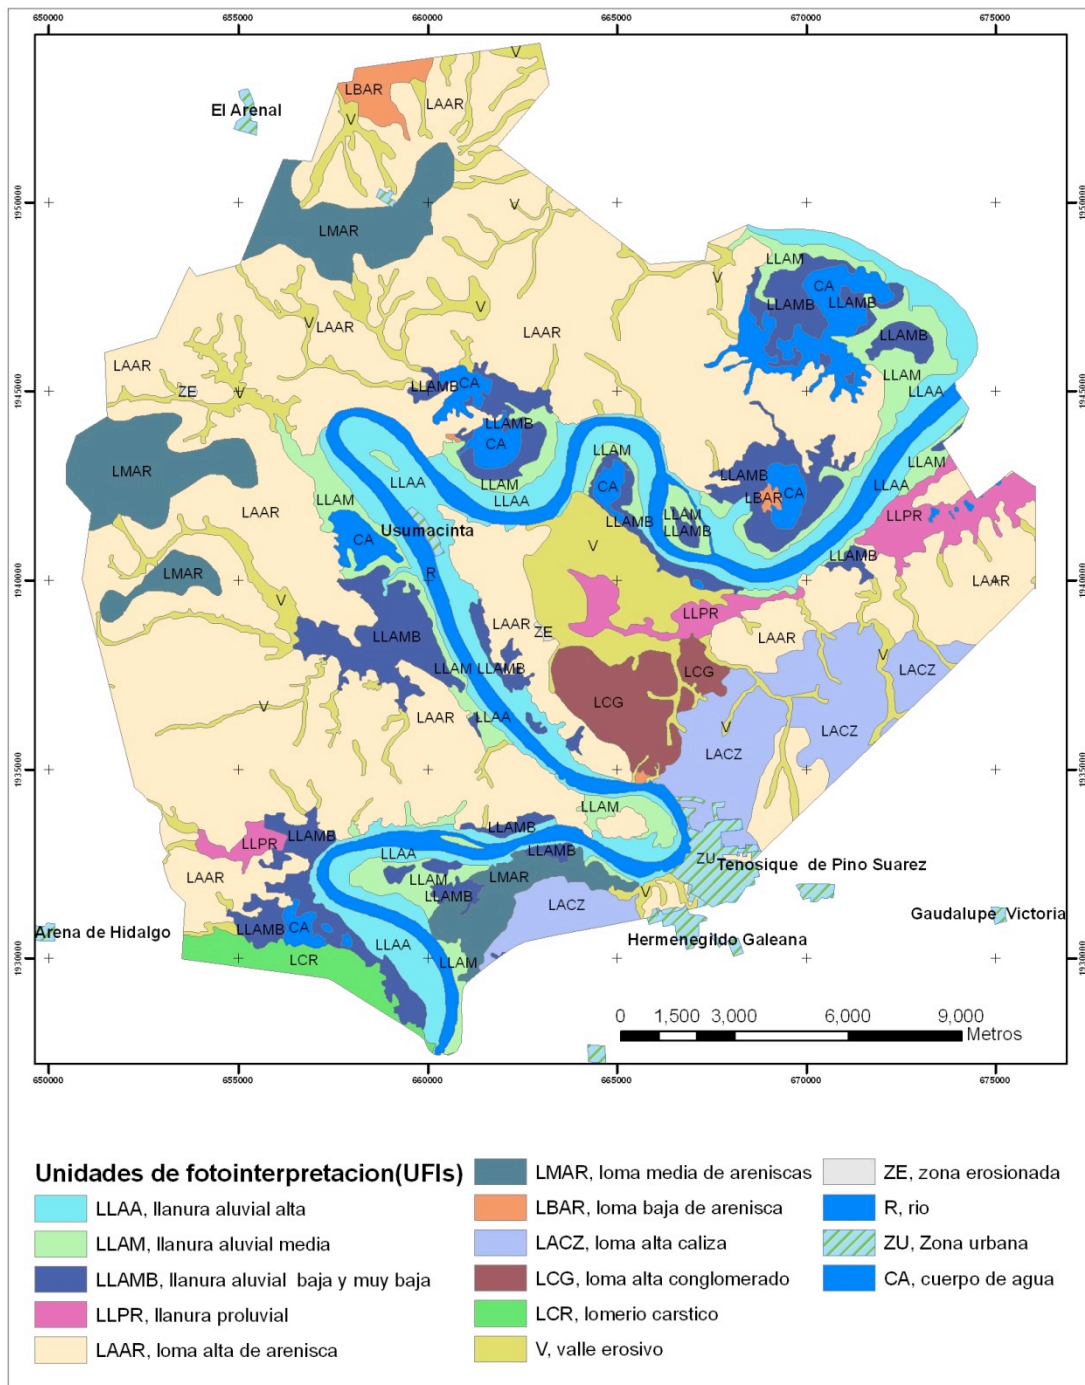 650000 655000 660000 665000 670000 675000
1950000 1950000
1945000 1945000
1940000 1940000
1935000 1935000
1930000 1930000
V
LBAR
LAAR
El Arenal
V
V
LMAR
LLAM
V
CA
LLAMB
LLAMB
V
V
LAAR
LAAR
LLAMB
LAAR
LLAM
ZE
V
LLAMB
CA
LLAA
LLAMB
CA
LLAM
LLAM
LMAR
LLAA
LLAM
CA
LLAMB
CA
LBAR
LLAA
LLAA
LAAR
LLAM
LLAM
LLPR
Usumacinta
LLAMB
LLAMB
CA
V
LLAMB
LMAR
R
LAAR
V
LLPR
LAAR
ZE
LLAMB
LAAR
V
LLAM
LLAMB
LCG
LACZ
LCG
V
LAAR
LLAA
V
LACZ
LACZ
LLAM
LLAMB
LLAMB
LLPR
LLAA
LLAMB
ZU
Tenosique de Pino Suarez
LAAR
LLAM
LMAR
LLAMB
V
LACZ
Gaudalupe Victoria
Arena de Hidalgo
LLAMB
CA
LLAA
Hermenegildo Galeana
LCR
LLAM
0 1,500 3,000 6,000 9,000
Metros
650000 655000 660000 665000 670000 675000
Unidades de fotointerpretacion(UFIs)
LLAA, llanura aluvial alta
LLAM, llanura aluvial media
LLAMB, llanura aluvial baja y muy baja
LLPR, llanura proluvial
LAAR, loma alta de arenisca
LMAR, loma media de areniscas
LBAR, loma baja de arenisca
LACZ, loma alta caliza
LCG, loma alta conglomerado
LCR, lomerio carstico
V, valle erosivo
ZE, zona erosionada
R, rio
ZU, Zona urbana
CA, cuerpo de agua